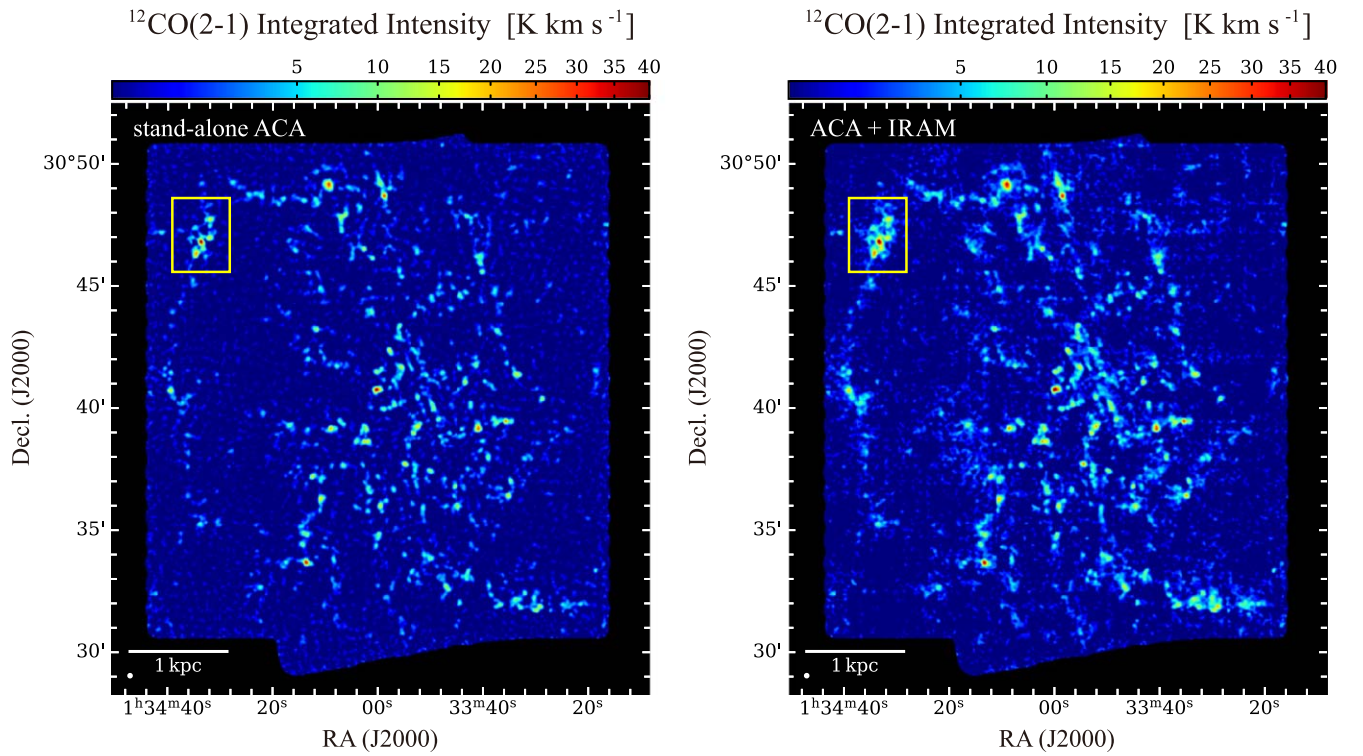 ¹²CO(2-1) Integrated Intensity [K km s⁻¹]
5 10 15 20 25 30 35 40
stand-alone ACA
30°50'
45'
40'
35'
30'
Decl. (J2000)
1 kpc
1ʰ34ᵐ40ˢ 20ˢ 00ˢ 33ᵐ40ˢ 20ˢ
RA (J2000)
¹²CO(2-1) Integrated Intensity [K km s⁻¹]
5 10 15 20 25 30 35 40
ACA + IRAM
30°50'
45'
40'
35'
30'
Decl. (J2000)
1 kpc
1ʰ34ᵐ40ˢ 20ˢ 00ˢ 33ᵐ40ˢ 20ˢ
RA (J2000)